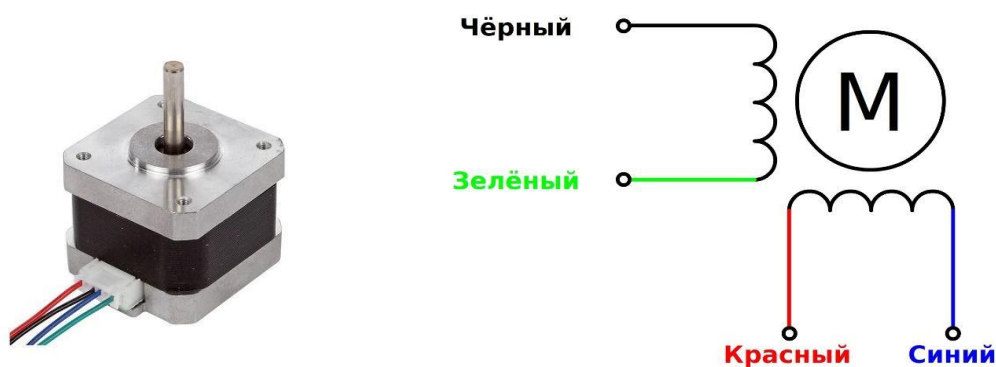 Чёрный
M
Зелёный
Красный
Синий